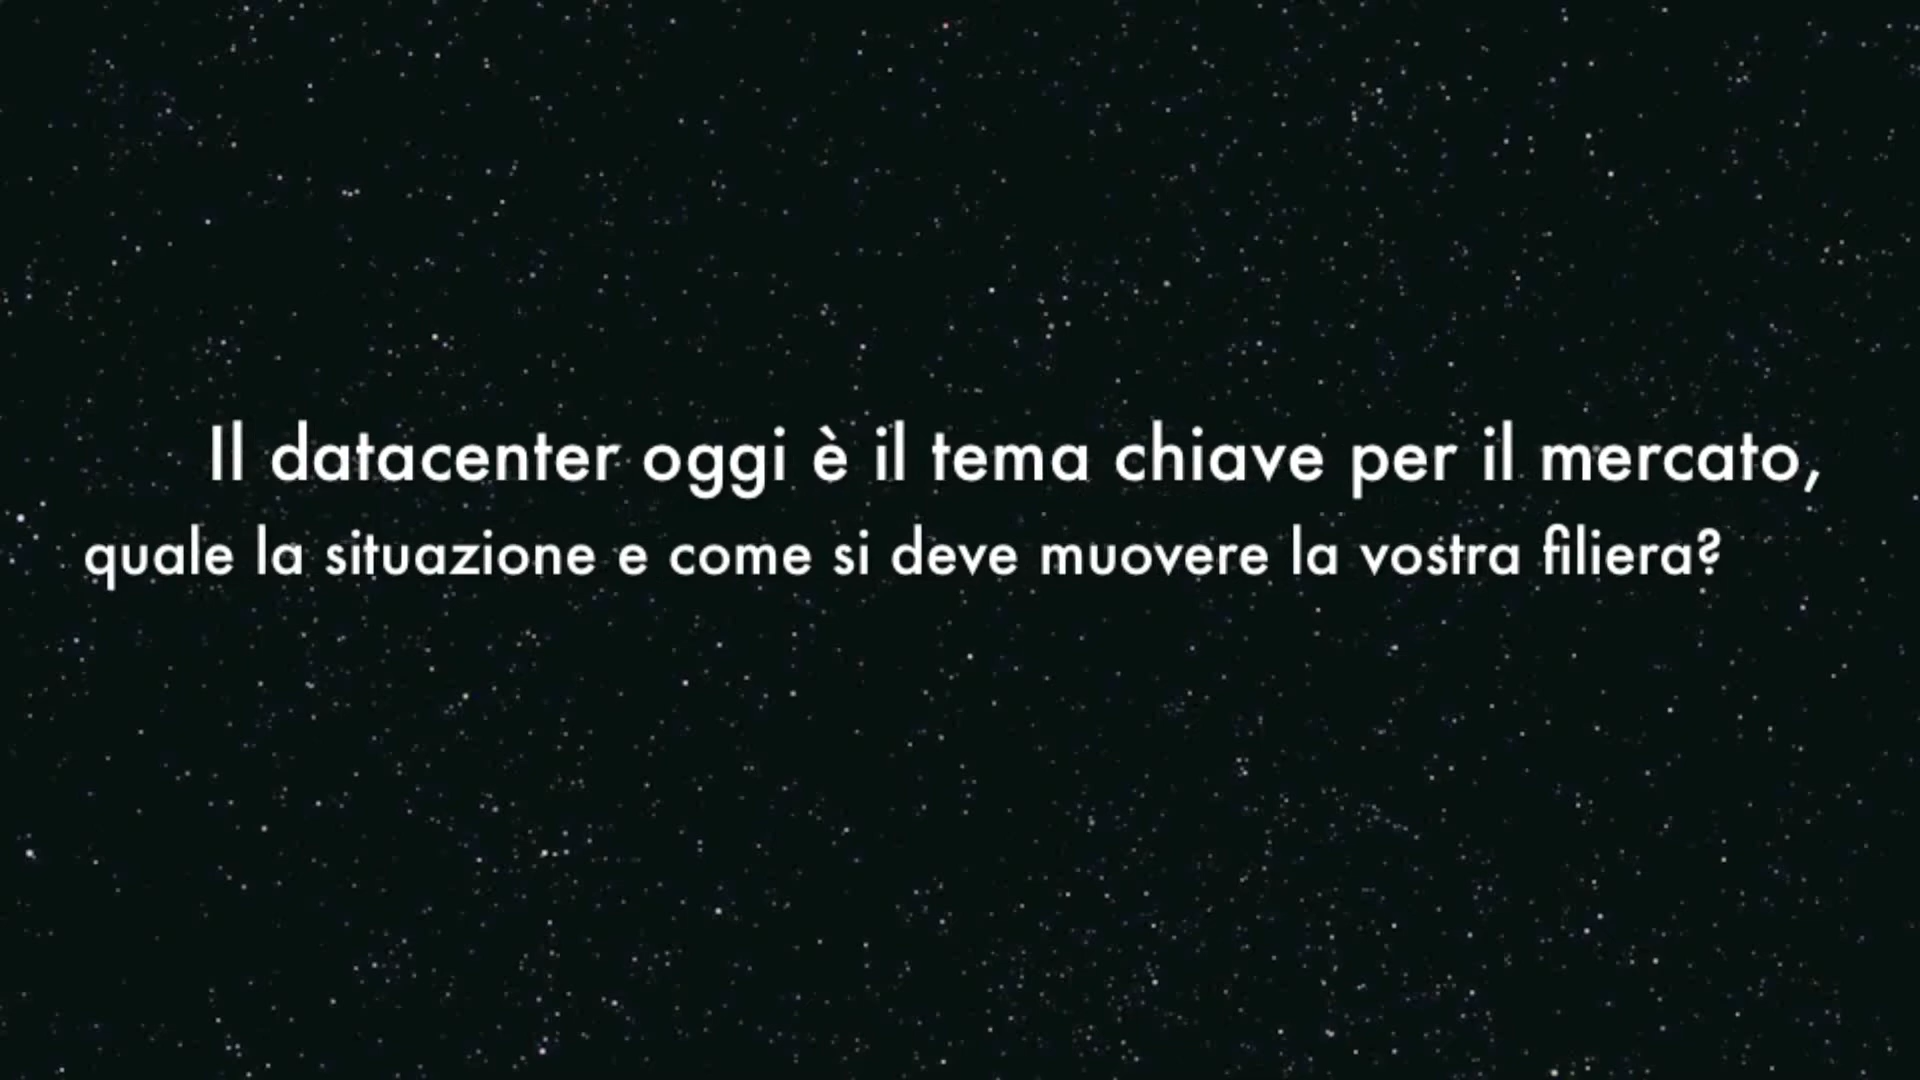 Il datacenter oggi è il tema chiave per il mercato,
quale la situazione e come si deve muovere la vostra filiera?